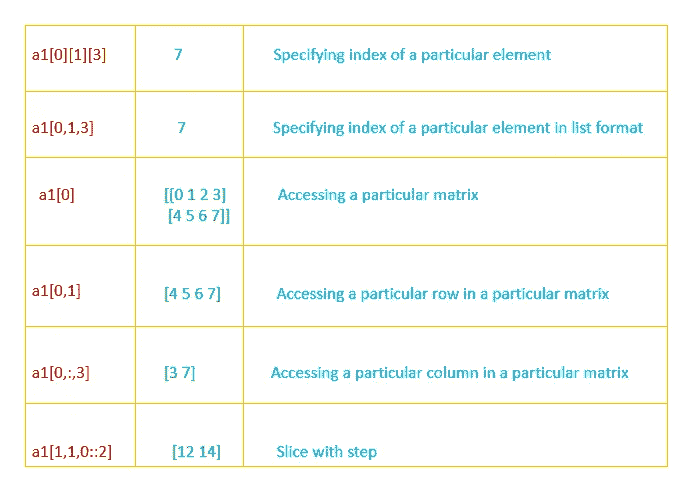 a1[0][1][3] 7 Specifying index of a particular element
a1[0,1,3] 7 Specifying index of a particular element in list format
a1[0] [[0 1 2 3] Accessing a particular matrix
[4 5 6 7]]
a1[0,1] [4 5 6 7] Accessing a particular row in a particular matrix
a1[0,:,3] [3 7] Accessing a particular column in a particular matrix
a1[1,1,0::2] [12 14] Slice with step